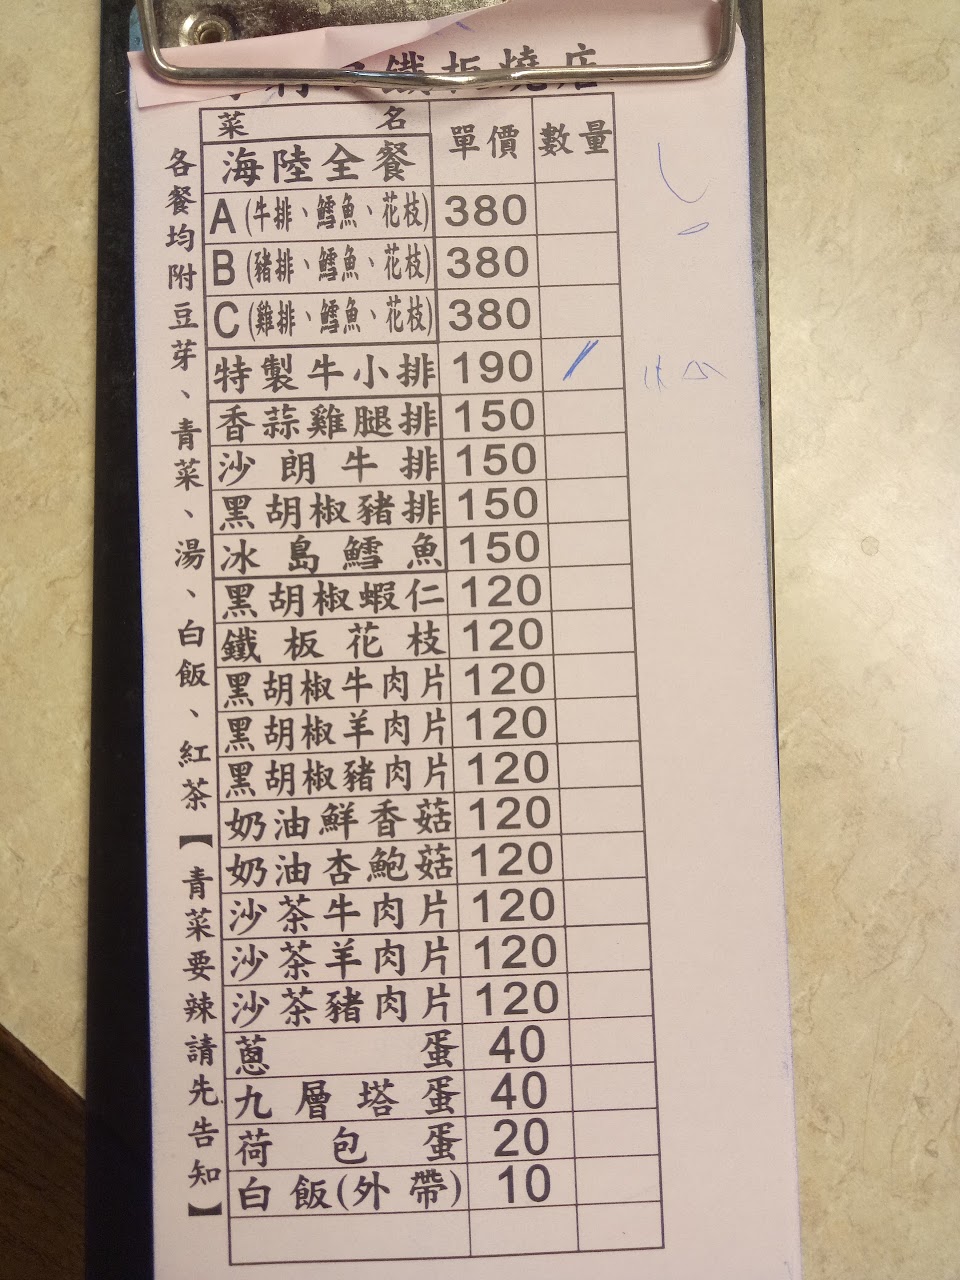 鐵板燒店
菜名 單價 數量
海陸全餐
A(牛排、鱈魚、花枝) 380
B(豬排、鱈魚、花枝) 380
C(雞排、鱈魚、花枝) 380
特製牛小排 190 /
香蒜雞腿排 150
沙朗牛排 150
黑胡椒豬排 150
冰島鱈魚 150
黑胡椒蝦仁 120
鐵板花枝 120
黑胡椒牛肉片 120
黑胡椒羊肉片 120
黑胡椒豬肉片 120
奶油鮮香菇 120
奶油杏鮑菇 120
沙茶牛肉片 120
沙茶羊肉片 120
沙茶豬肉片 120
蔥蛋 40
九層塔蛋 40
荷包蛋 20
白飯(外帶) 10
各餐均附豆芽、青菜、湯、白飯、紅茶【青菜要辣請先告知】